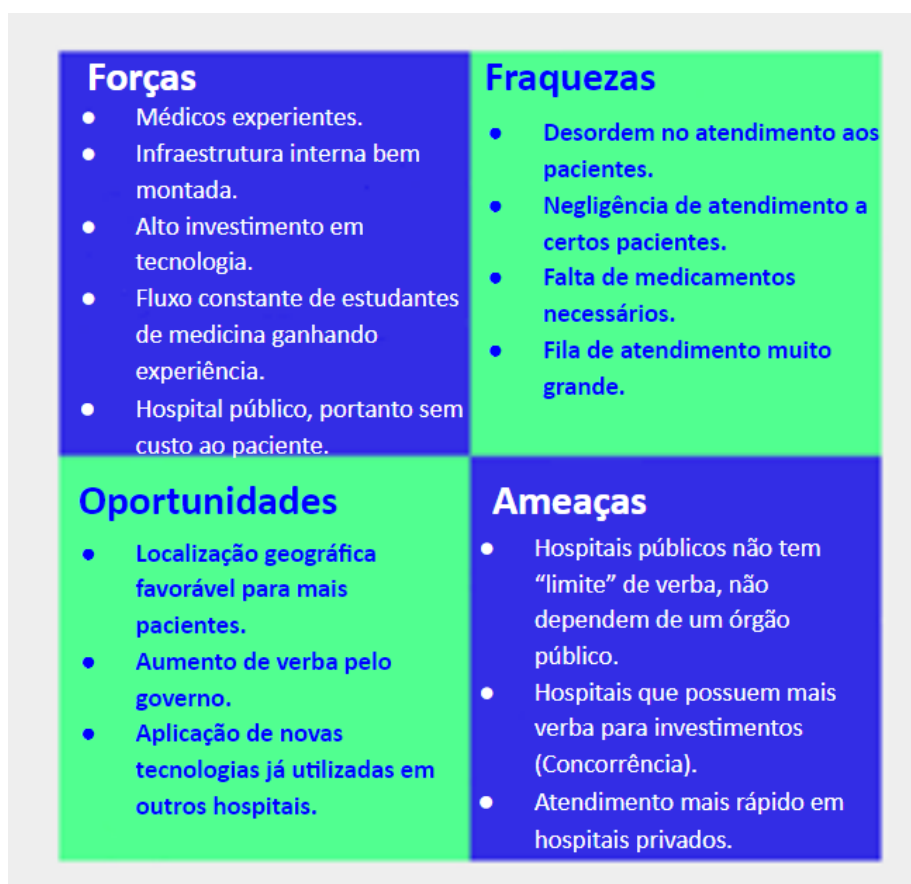 Forças
● Médicos experientes.
● Infraestrutura interna bem
montada.
● Alto investimento em
tecnologia.
● Fluxo constante de estudantes
de medicina ganhando
experiência.
● Hospital público, portanto sem
custo ao paciente.
Fraquezas
● Desordem no atendimento aos
pacientes.
● Negligência de atendimento a
certos pacientes.
● Falta de medicamentos
necessários.
● Fila de atendimento muito
grande.
Oportunidades
● Localização geográfica
favorável para mais
pacientes.
● Aumento de verba pelo
governo.
● Aplicação de novas
tecnologias já utilizadas em
outros hospitais.
Ameaças
● Hospitais públicos não tem
“limite” de verba, não
dependem de um órgão
público.
● Hospitais que possuem mais
verba para investimentos
(Concorrência).
● Atendimento mais rápido em
hospitais privados.